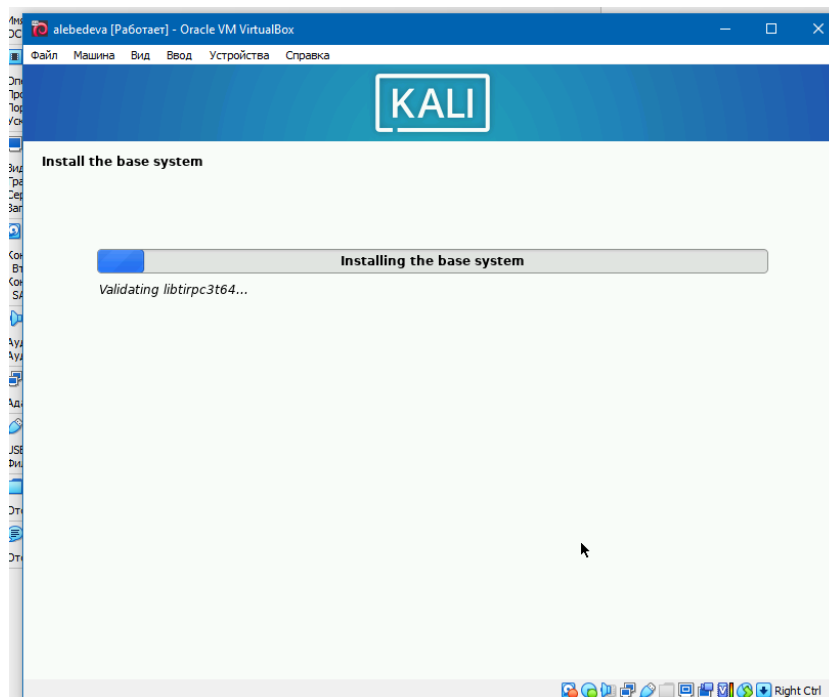 alebedeva [Работает] - Oracle VM VirtualBox
Файл Машина Вид Ввод Устройства Справка
KALI
Install the base system
Installing the base system
Validating libtirpc3t64...
Right Ctrl